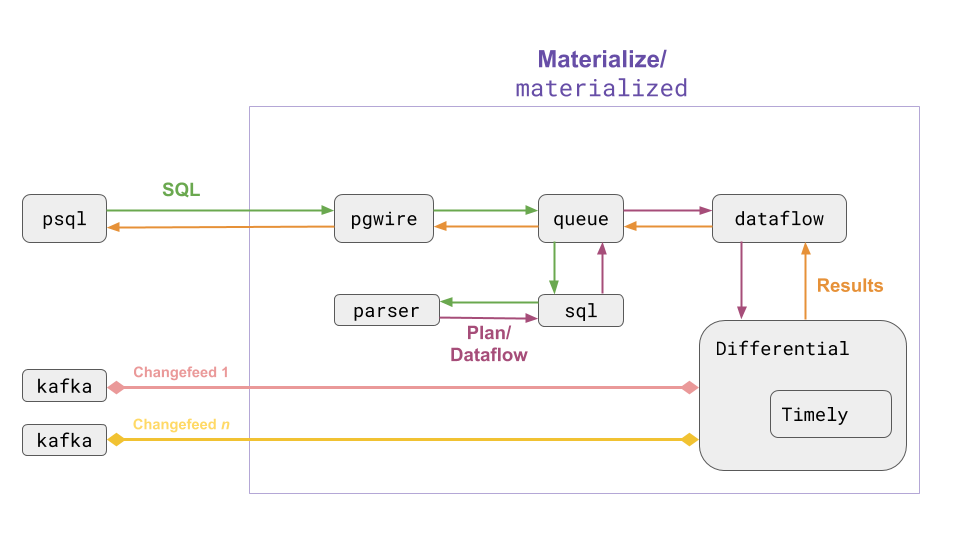 Materialize/
materialized
SQL
psql
pgwire
queue
dataflow
Results
parser
sql
Plan/
Dataflow
Differential
Timely
kafka
Changefeed 1
kafka
Changefeed n